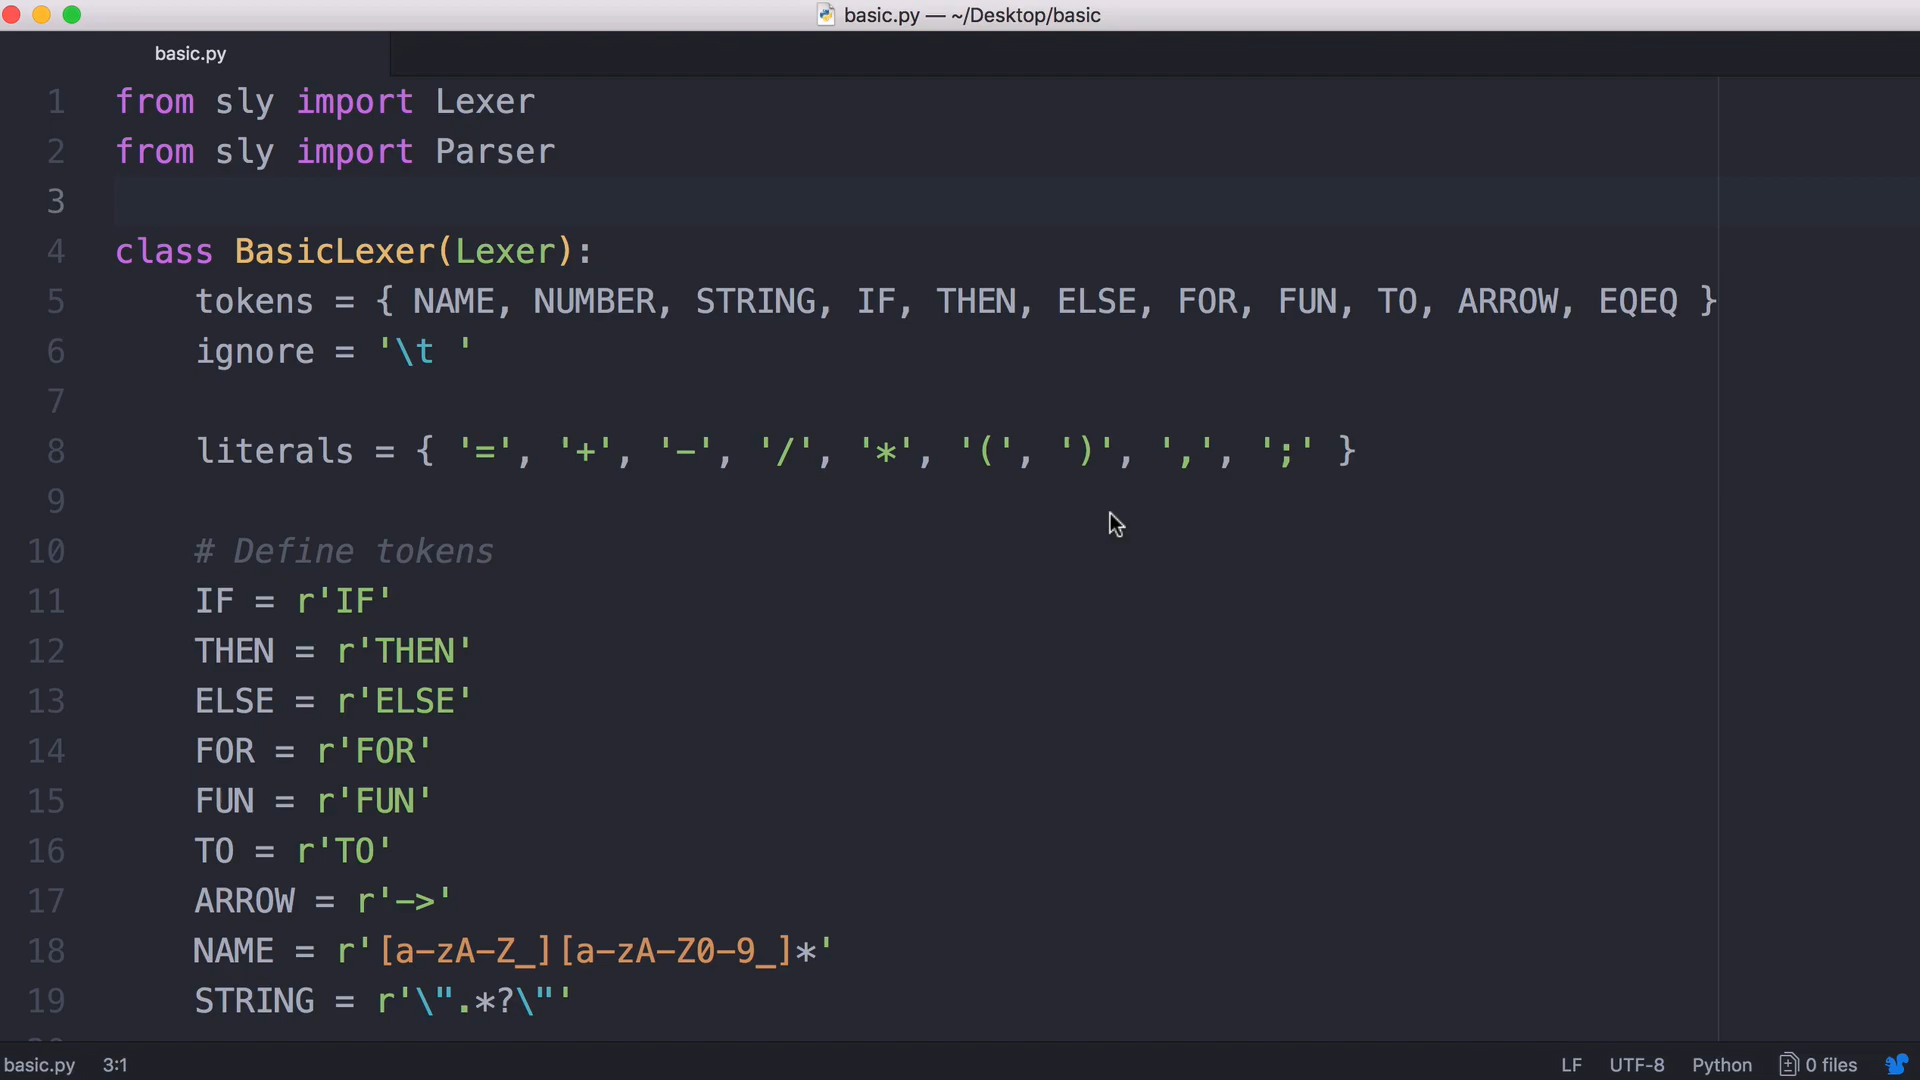 basic.py — ~/Desktop/basic
basic.py
1 from sly import Lexer
2 from sly import Parser
3
4 class BasicLexer(Lexer):
5     tokens = { NAME, NUMBER, STRING, IF, THEN, ELSE, FOR, FUN, TO, ARROW, EQEQ }
6     ignore = '\t '
7
8     literals = { '=', '+', '-', '/', '*', '(', ')', ',', ';' }
9
10     # Define tokens
11     IF = r'IF'
12     THEN = r'THEN'
13     ELSE = r'ELSE'
14     FOR = r'FOR'
15     FUN = r'FUN'
16     TO = r'TO'
17     ARROW = r'->'
18     NAME = r'[a-zA-Z_][a-zA-Z0-9_]*'
19     STRING = r'\".*?\"'
basic.py 3:1 LF UTF-8 Python 0 files